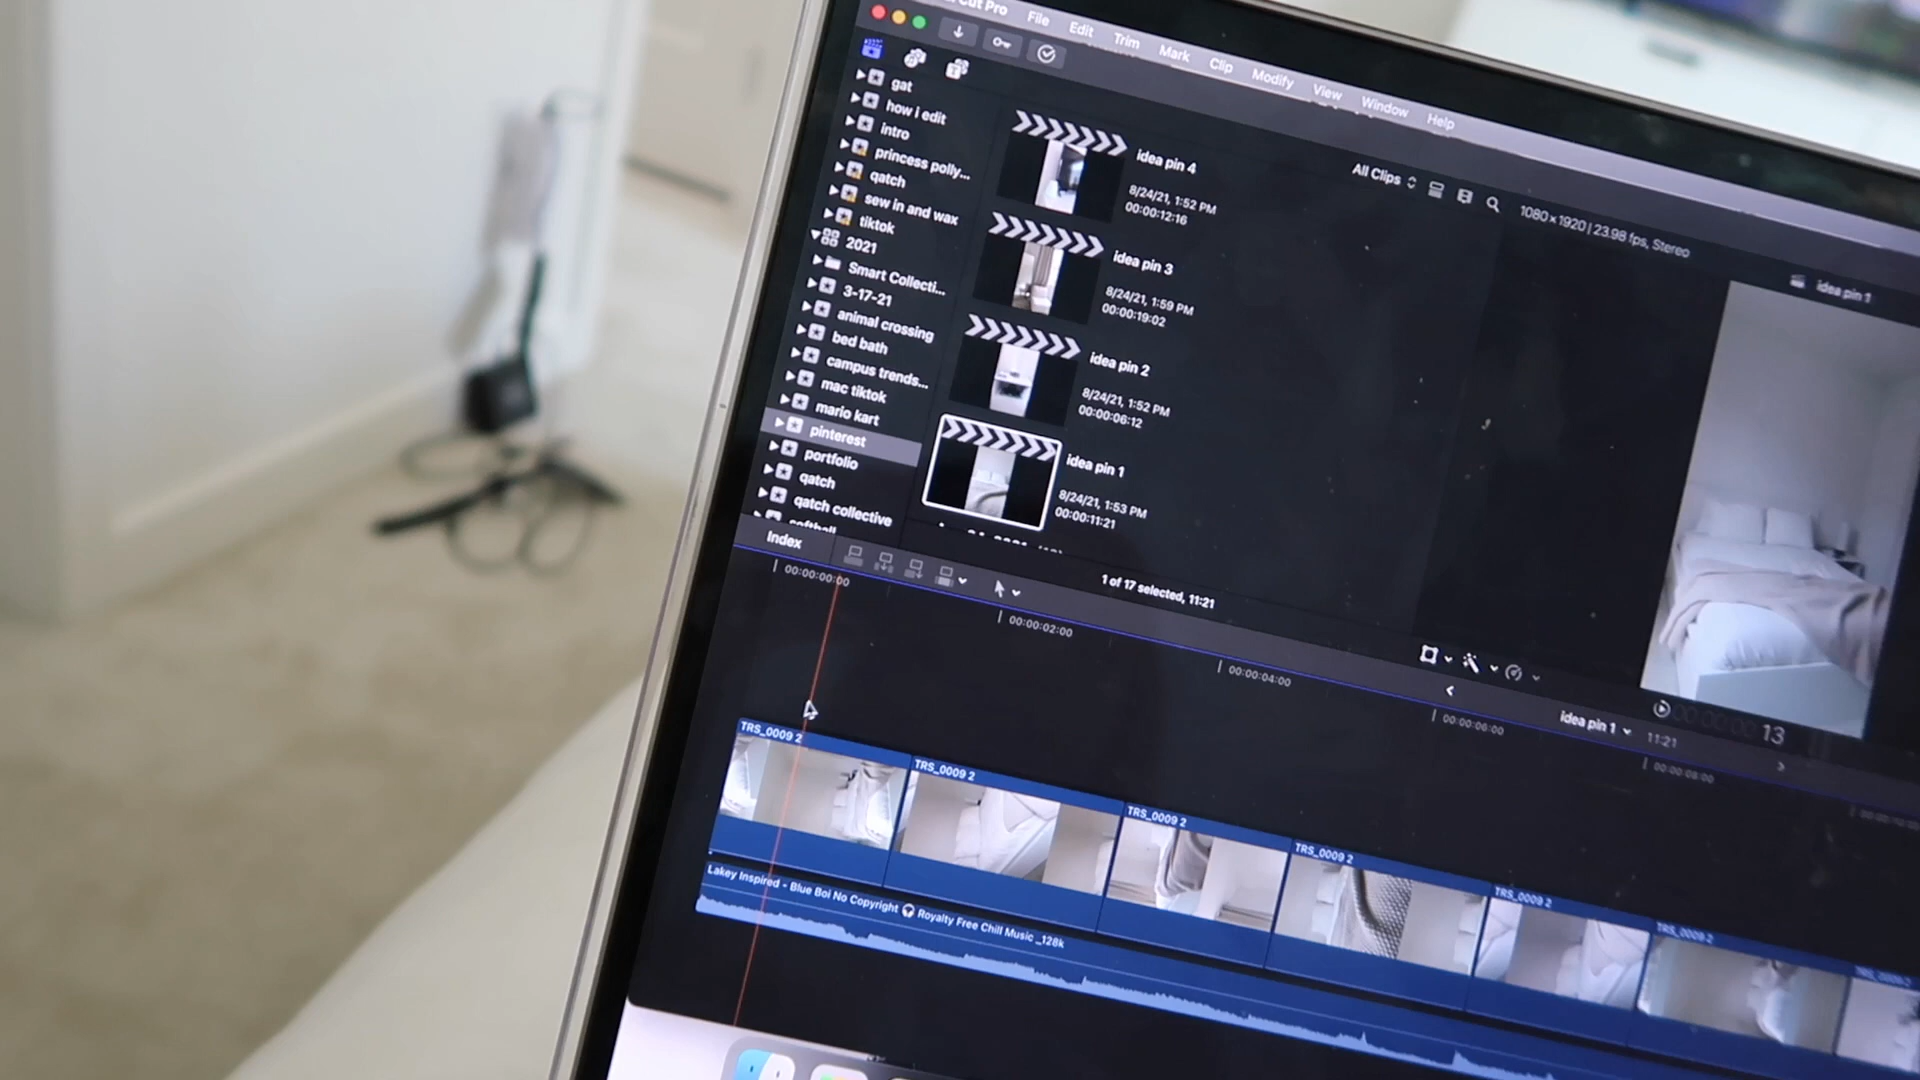 Cut Pro File Edit Trim Mark Clip Modify View Window Help
gat
how i edit
intro
princess polly...
qatch
sew in and wax
tiktok
2021
Smart Collecti...
3-17-21
animal crossing
bed bath
campus trends...
mac tiktok
mario kart
pinterest
portfolio
qatch
qatch collective
softball
idea pin 4
8/24/21, 1:52 PM
00:00:12:16
idea pin 3
8/24/21, 1:59 PM
00:00:19:02
idea pin 2
8/24/21, 1:52 PM
00:00:06:12
idea pin 1
8/24/21, 1:53 PM
00:00:11:21
All Clips
1080 × 1920 | 23.98 fps, Stereo
idea pin 1
Index
1 of 17 selected, 11:21
idea pin 1 11:21
13
00:00:00:00
00:00:02:00
00:00:04:00
00:00:06:00
00:00:08:00
TRS_0009 2
TRS_0009 2
TRS_0009 2
TRS_0009 2
TRS_0009 2
TRS_0009 2
Lakey Inspired - Blue Boi No Copyright 🎧 Royalty Free Chill Music _128k